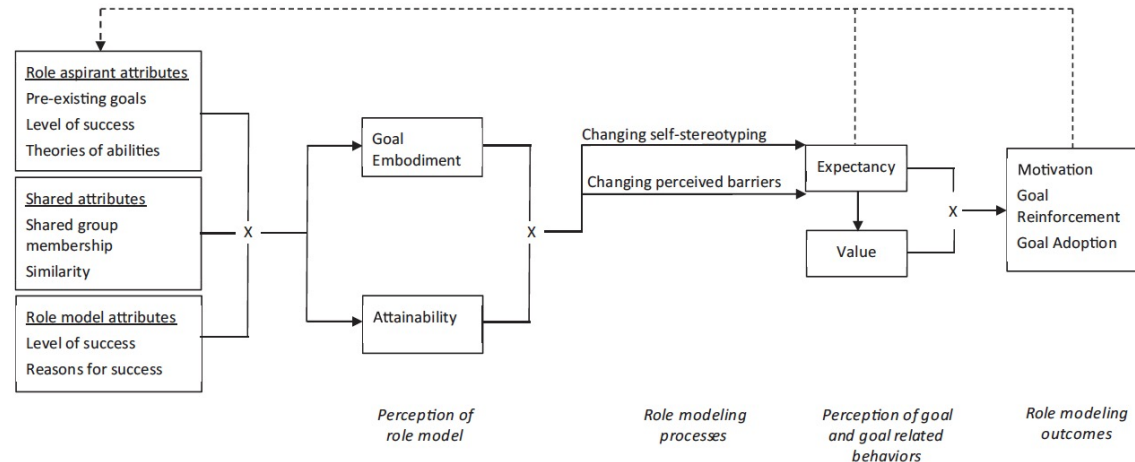 Role aspirant attributes
Pre-existing goals
Level of success
Theories of abilities
Shared attributes
Shared group
membership
Similarity
Role model attributes
Level of success
Reasons for success
X
Goal
Embodiment
Attainability
X
Changing self-stereotyping
Changing perceived barriers
Expectancy
Value
X
Motivation
Goal
Reinforcement
Goal Adoption
Perception of
role model
Role modeling
processes
Perception of goal
and goal related
behaviors
Role modeling
outcomes